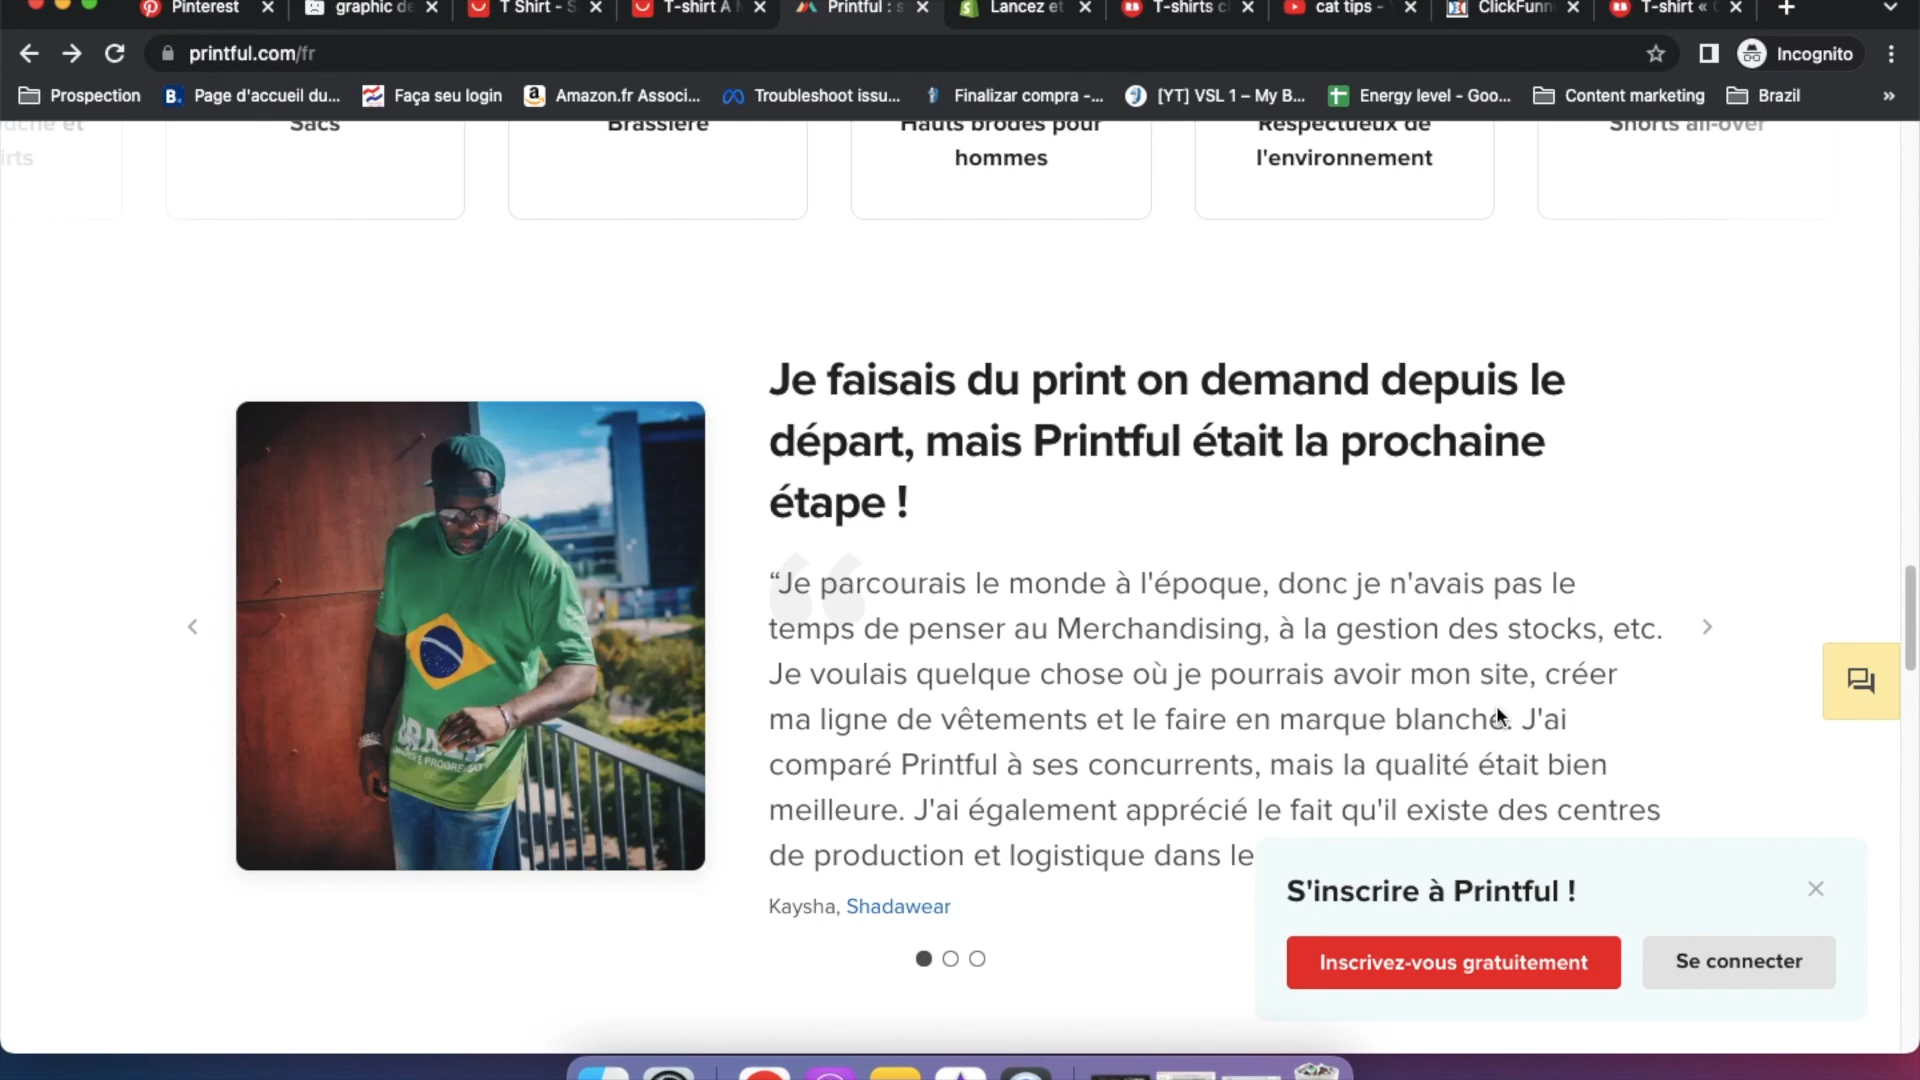 Pinterest
graphic de
T Shirt - S
T-shirt A
Printful : s
Lancez et
T-shirts c
cat tips -
ClickFunn
T-shirt «
printful.com/fr
Incognito
Prospection
B. Page d'accueil du...
Faça seu login
Amazon.fr Associ...
Troubleshoot issu...
Finalizar compra -...
[YT] VSL 1 – My B...
Energy level - Goo...
Content marketing
Brazil
»
et
irts
Sacs
Brassière
Hauts brodés pour
hommes
Respectueux de
l'environnement
Shorts all-over
Je faisais du print on demand depuis le
départ, mais Printful était la prochaine
étape !
“Je parcourais le monde à l'époque, donc je n'avais pas le
temps de penser au Merchandising, à la gestion des stocks, etc.
Je voulais quelque chose où je pourrais avoir mon site, créer
ma ligne de vêtements et le faire en marque blanche. J'ai
comparé Printful à ses concurrents, mais la qualité était bien
meilleure. J'ai également apprécié le fait qu'il existe des centres
de production et logistique dans le
Kaysha, Shadawear
S'inscrire à Printful !
Inscrivez-vous gratuitement
Se connecter